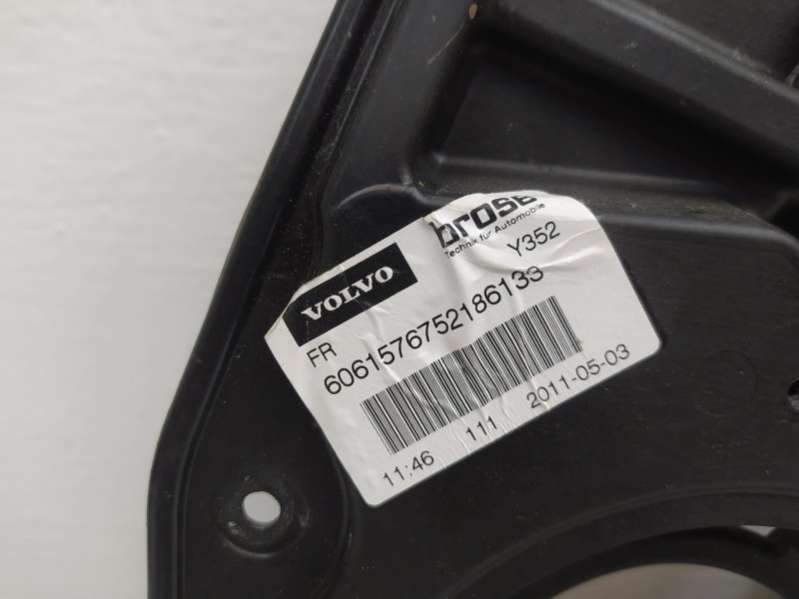 brose
Technik für Automobile
VOLVO
Y352
FR
6061576752186133
11:46 111 2011-05-03